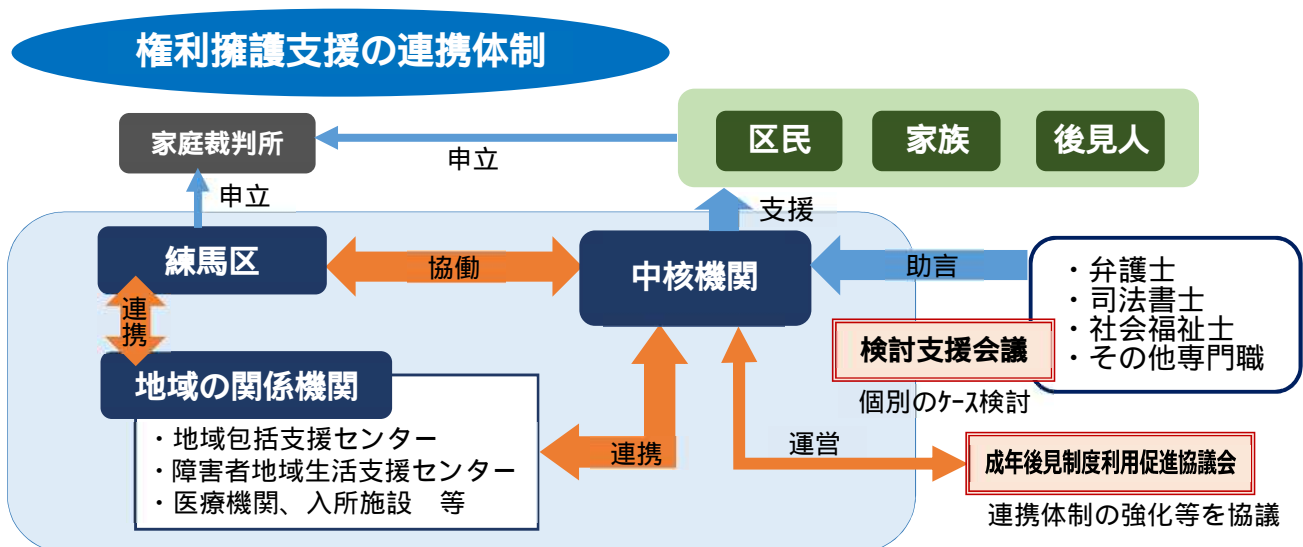 権利擁護支援の連携体制
家庭裁判所
申立
区民
家族
後見人
申立
支援
練馬区
協働
中核機関
助言
・弁護士
・司法書士
・社会福祉士
・その他専門職
連携
検討支援会議
個別のｹｰｽ検討
地域の関係機関
・地域包括支援センター
・障害者地域生活支援センター
・医療機関、入所施設　等
連携
運営
成年後見制度利用促進協議会
連携体制の強化等を協議